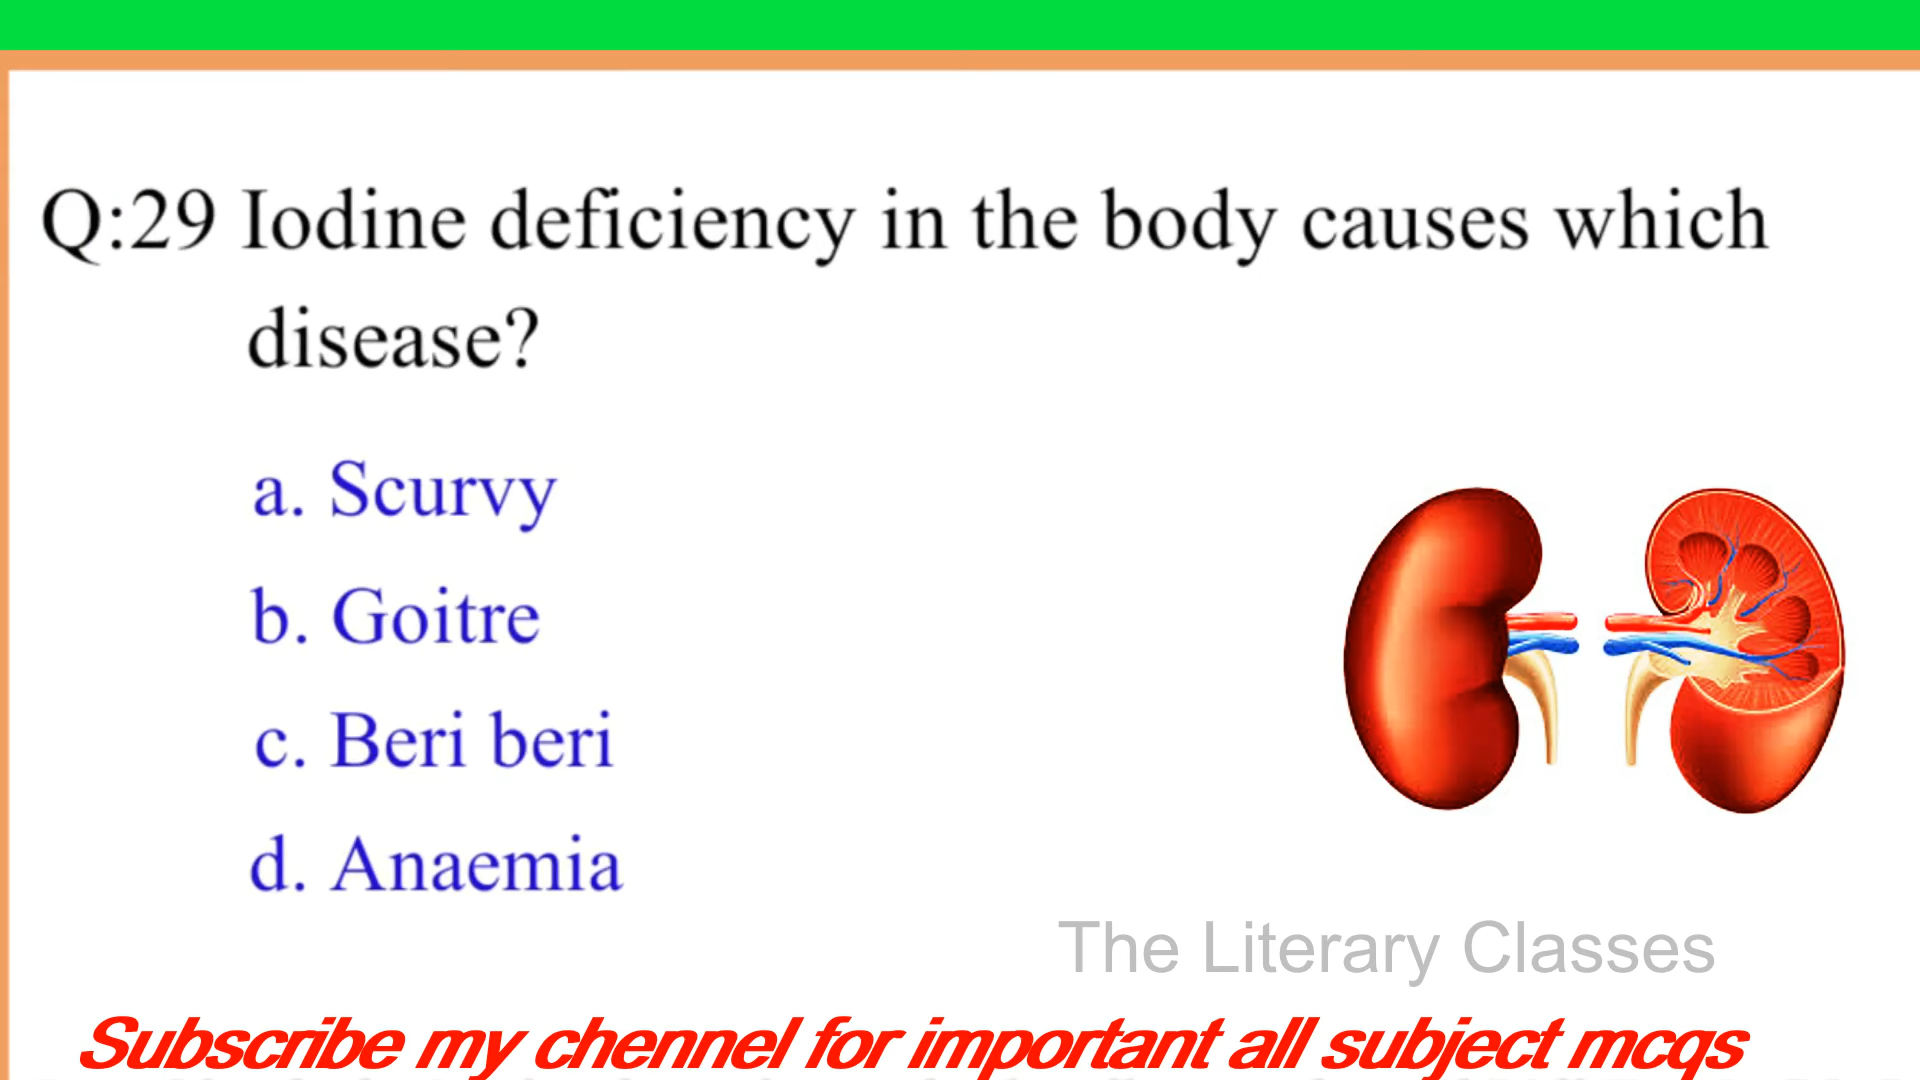 Q:29 Iodine deficiency in the body causes which
disease?
a. Scurvy
b. Goitre
c. Beri beri
d. Anaemia
The Literary Classes
Subscribe my chennel for important all subject mcqs